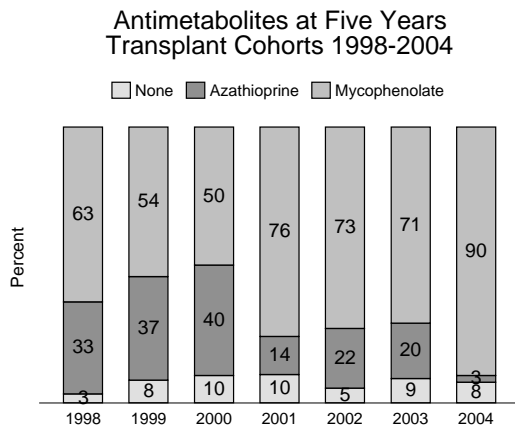 Antimetabolites at Five Years
Transplant Cohorts 1998-2004
None Azathioprine Mycophenolate
Percent
63 54 50 76 73 71 90
33 37 40 14 22 20 3
3 8 10 10 5 9 8
1998 1999 2000 2001 2002 2003 2004